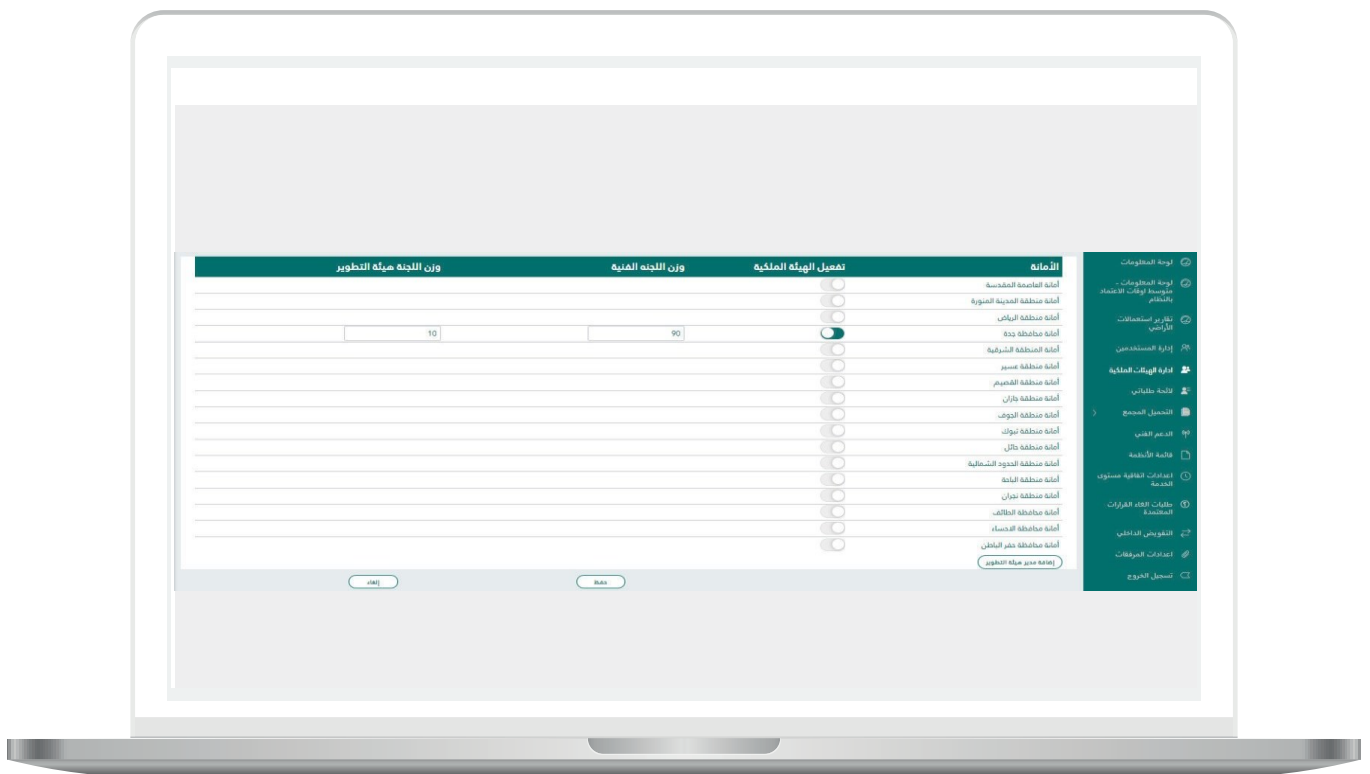 لوحة المعلومات
لوحة المعلومات -
متوسط اوقات الاعتماد
بالنظام
تقارير استعمالات
الأراضي
إدارة المستخدمين
ادارة الهيئات الملكية
لائحة طلباتي
التحميل المجمع
الدعم الفني
قائمة الأنظمة
اعدادات اتفاقية مستوى
الخدمة
طلبات الغاء القرارات
المعتمدة
التفويض الداخلي
اعدادات المرفقات
تسجيل الخروج
الأمانة تفعيل الهيئة الملكية وزن اللجنه الفنية وزن اللجنة هيئة التطوير
أمانة العاصمة المقدسة
أمانة منطقة المدينة المنورة
أمانة منطقة الرياض
أمانة محافظة جدة 90 10
أمانة المنطقة الشرقية
أمانة منطقة عسير
أمانة منطقة القصيم
أمانة منطقة جازان
أمانة منطقة الجوف
أمانة منطقة تبوك
أمانة منطقة حائل
أمانة منطقة الحدود الشمالية
أمانة منطقة الباحة
أمانة منطقة نجران
أمانة محافظة الطائف
أمانة محافظة الاحساء
أمانة محافظة حفر الباطن
إضافة مدير هيئة التطوير
حفظ إلغاء